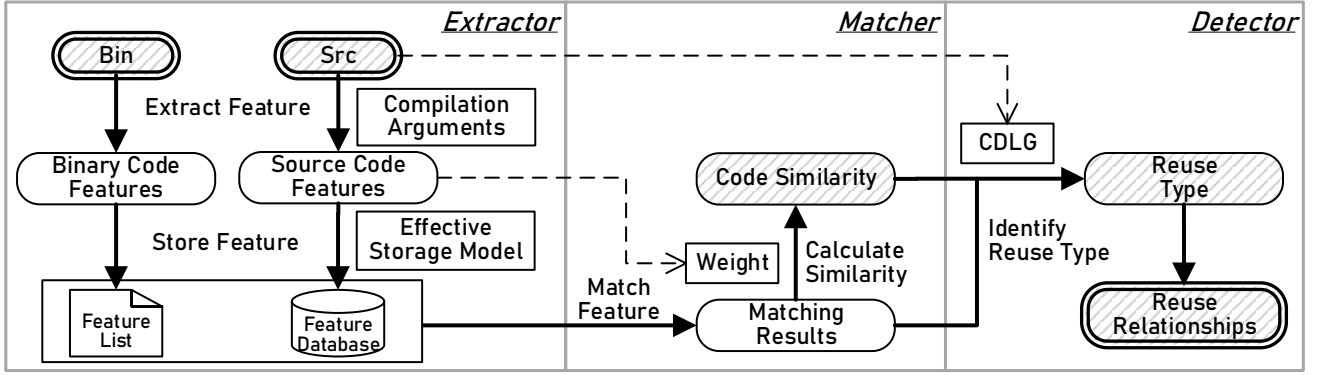 Extractor
Matcher
Detector
Bin
Src
Extract Feature
Compilation
Arguments
CDLG
Binary Code
Features
Source Code
Features
Code Similarity
Reuse
Type
Store Feature
Effective
Storage Model
Weight
Calculate
Similarity
Identify
Reuse Type
Match
Feature
Feature
List
Feature
Database
Matching
Results
Reuse
Relationships